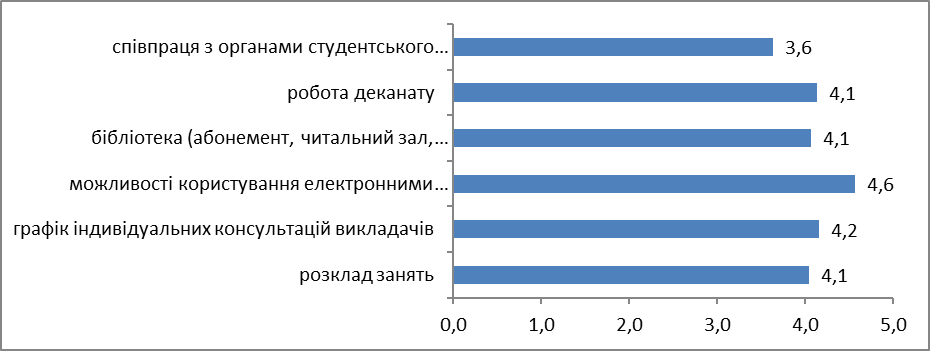 співпраця з органами студентського... 3,6
робота деканату 4,1
бібліотека (абонемент, читальний зал,... 4,1
можливості користування електронними... 4,6
графік індивідуальних консультацій викладачів 4,2
розклад занять 4,1
0,0 1,0 2,0 3,0 4,0 5,0